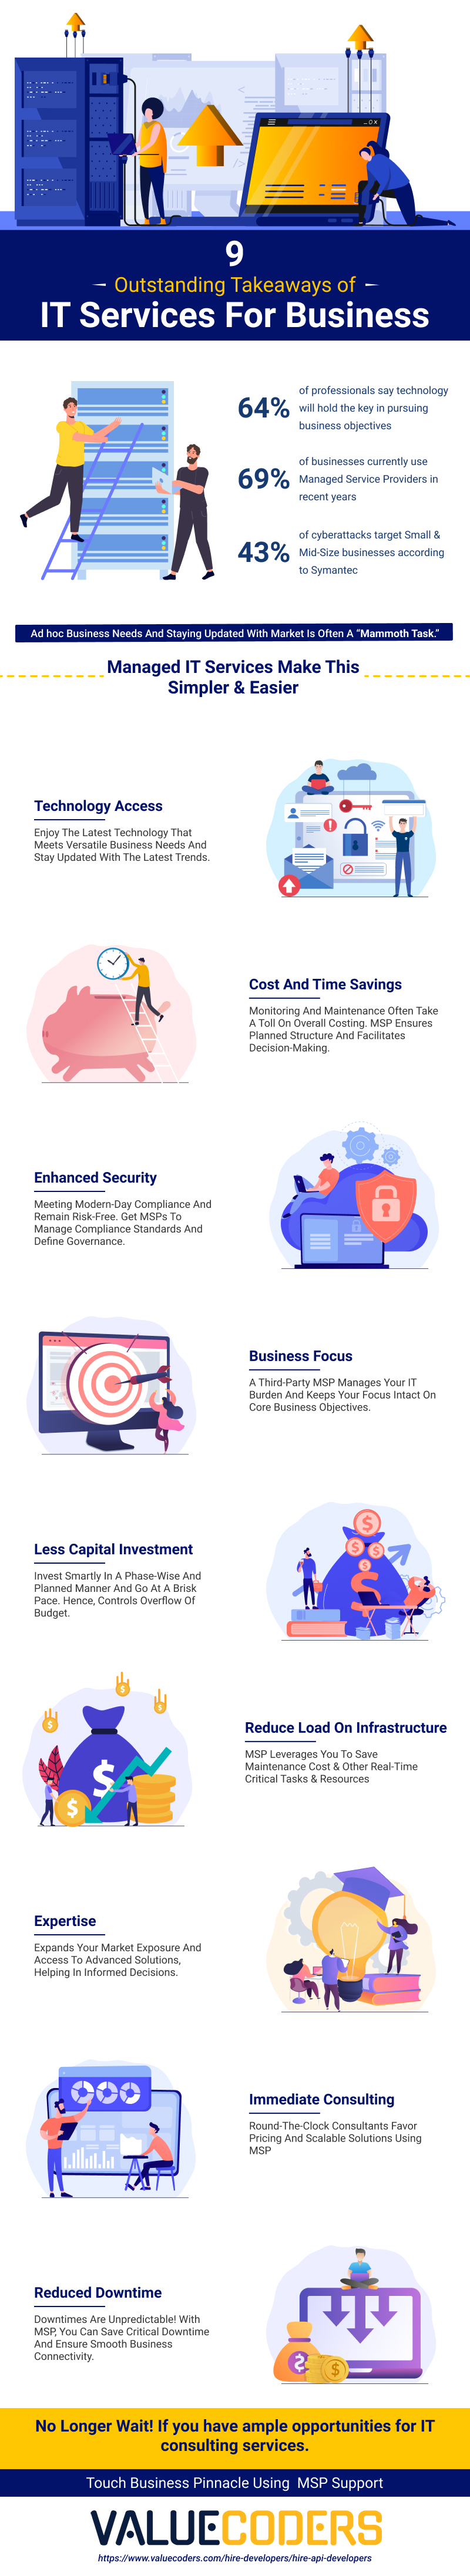 9
Outstanding Takeaways of
IT Services For Business
64%
of professionals say technology
will hold the key in pursuing
business objectives
69%
of businesses currently use
Managed Service Providers in
recent years
43%
of cyberattacks target Small &
Mid-Size businesses according
to Symantec
Ad hoc Business Needs And Staying Updated With Market Is Often A “Mammoth Task.”
Managed IT Services Make This
Simpler & Easier
Technology Access
Enjoy The Latest Technology That
Meets Versatile Business Needs And
Stay Updated With The Latest Trends.
Cost And Time Savings
Monitoring And Maintenance Often Take
A Toll On Overall Costing. MSP Ensures
Planned Structure And Facilitates
Decision-Making.
Enhanced Security
Meeting Modern-Day Compliance And
Remain Risk-Free. Get MSPs To
Manage Compliance Standards And
Define Governance.
Business Focus
A Third-Party MSP Manages Your IT
Burden And Keeps Your Focus Intact On
Core Business Objectives.
Less Capital Investment
Invest Smartly In A Phase-Wise And
Planned Manner And Go At A Brisk
Pace. Hence, Controls Overflow Of
Budget.
Reduce Load On Infrastructure
MSP Leverages You To Save
Maintenance Cost & Other Real-Time
Critical Tasks & Resources
Expertise
Expands Your Market Exposure And
Access To Advanced Solutions,
Helping In Informed Decisions.
Immediate Consulting
Round-The-Clock Consultants Favor
Pricing And Scalable Solutions Using
MSP
Reduced Downtime
Downtimes Are Unpredictable! With
MSP, You Can Save Critical Downtime
And Ensure Smooth Business
Connectivity.
No Longer Wait! If you have ample opportunities for IT
consulting services.
Touch Business Pinnacle Using MSP Support
VALUECODERS
https://www.valuecoders.com/hire-developers/hire-api-developers